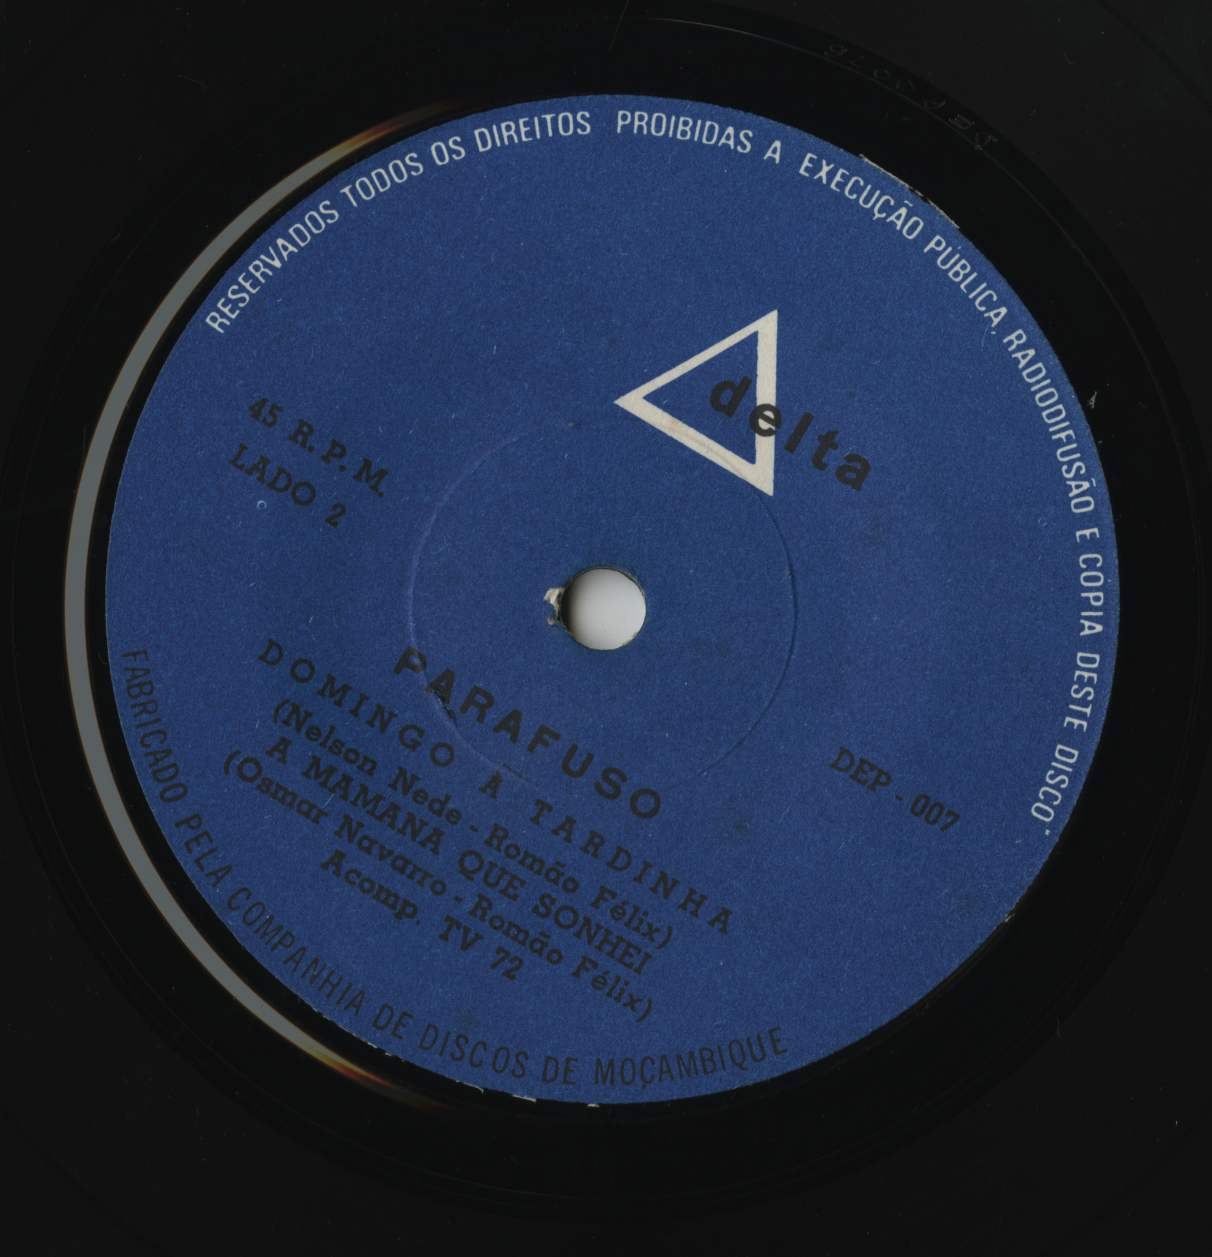 RESERVADOS TODOS OS DIREITOS PROIBIDAS A EXECUÇÃO PÚBLICA, RADIODIFUSÃO E COPIA DESTE DISCO
delta
45 R.P.M.
LADO 2
DEP - 007
PARAFUSO
DOMINGO A TARDINHA
(Nelson Nede - Romão Félix)
A MAMANA QUE SONHEI
(Osmar Navarro - Romão Félix)
Acomp. TV 72
FABRICADO PELA COMPANHIA DE DISCOS DE MOÇAMBIQUE